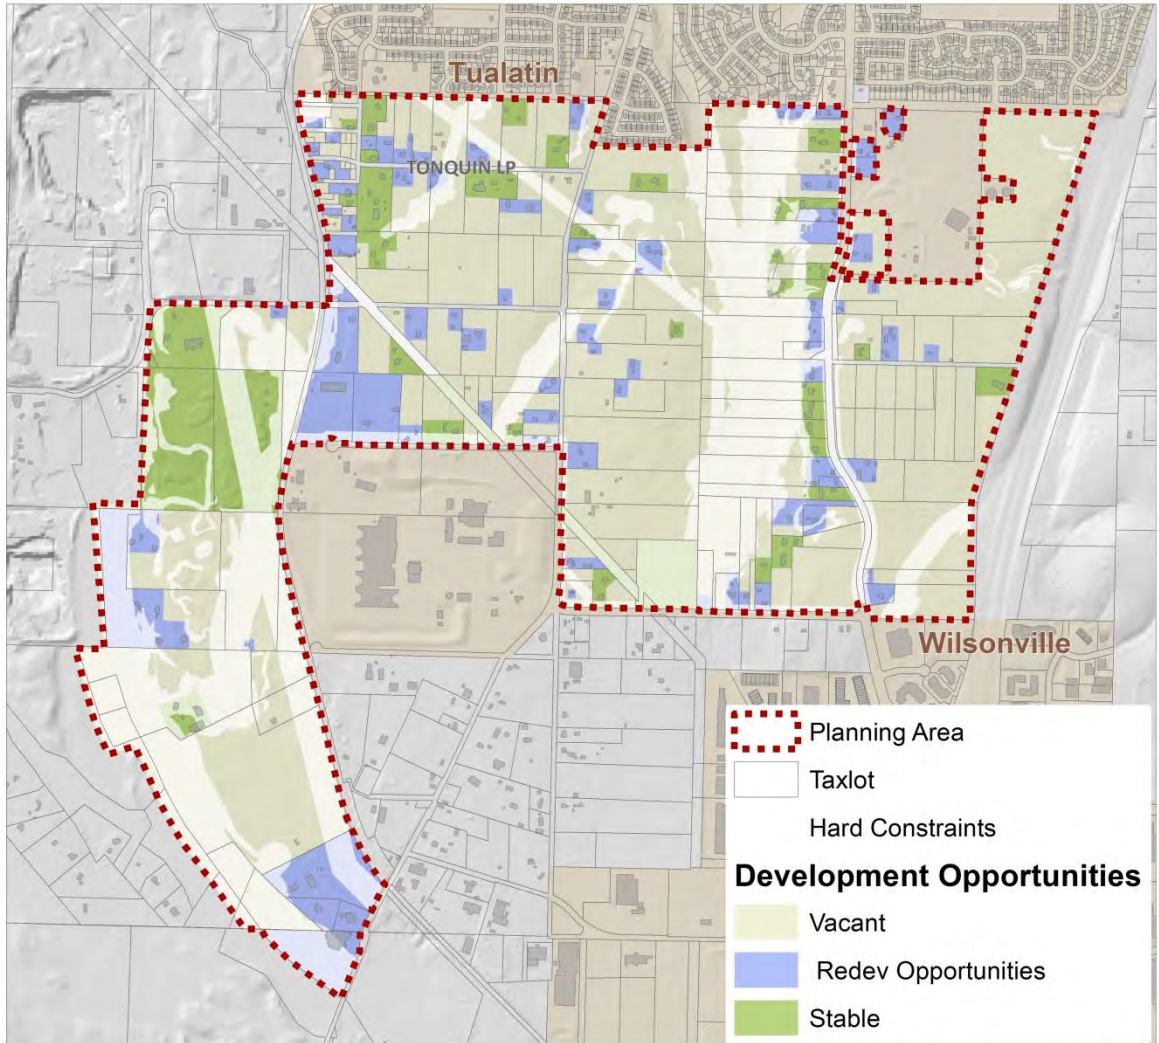 Tualatin
TONQUIN LP
Wilsonville
Planning Area
Taxlot
Hard Constraints
Development Opportunities
Vacant
Redev Opportunities
Stable